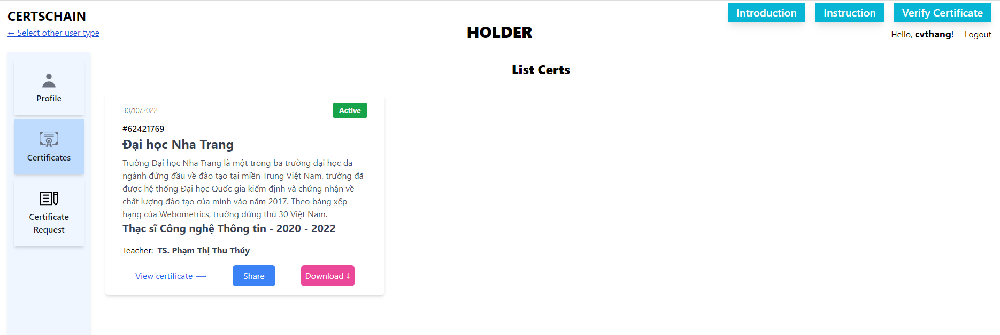 CERTSCHAIN
← Select other user type
HOLDER
Introduction
Instruction
Verify Certificate
Hello, cvthang!
Logout
Profile
Certificates
Certificate
Request
List Certs
30/10/2022
Active
#62421769
Đại học Nha Trang
Trường Đại học Nha Trang là một trong ba trường đại học đa
ngành đứng đầu về đào tạo tại miền Trung Việt Nam, trường đã
được hệ thống Đại học Quốc gia kiểm định và chứng nhận về
chất lượng đào tạo của mình vào năm 2017. Theo bảng xếp
hạng của Webometrics, trường đứng thứ 30 Việt Nam.
Thạc sĩ Công nghệ Thông tin - 2020 - 2022
Teacher: TS. Phạm Thị Thu Thúy
View certificate ⟶
Share
Download ⭣